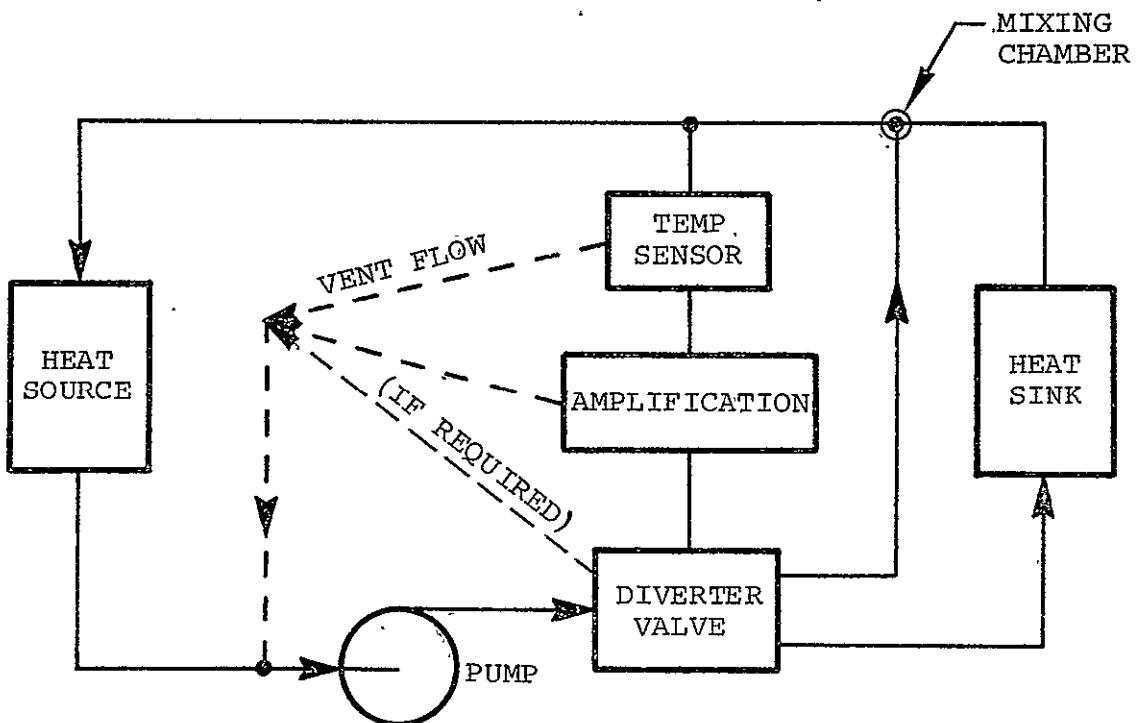 MIXING
CHAMBER
TEMP.
SENSOR
VENT FLOW
HEAT
SOURCE
AMPLIFICATION
HEAT
SINK
(IF REQUIRED)
DIVERTER
VALVE
PUMP